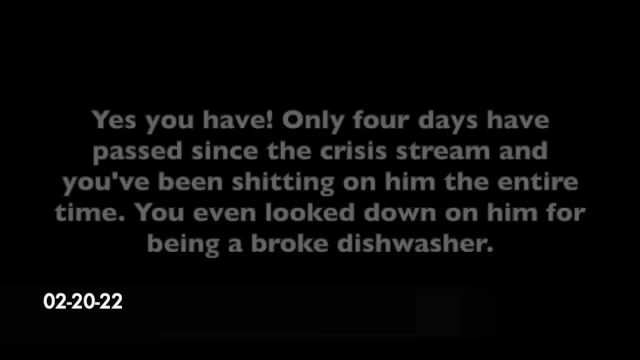 Yes you have! Only four days have
passed since the crisis stream and
you've been shitting on him the entire
time. You even looked down on him for
being a broke dishwasher.
02-20-22